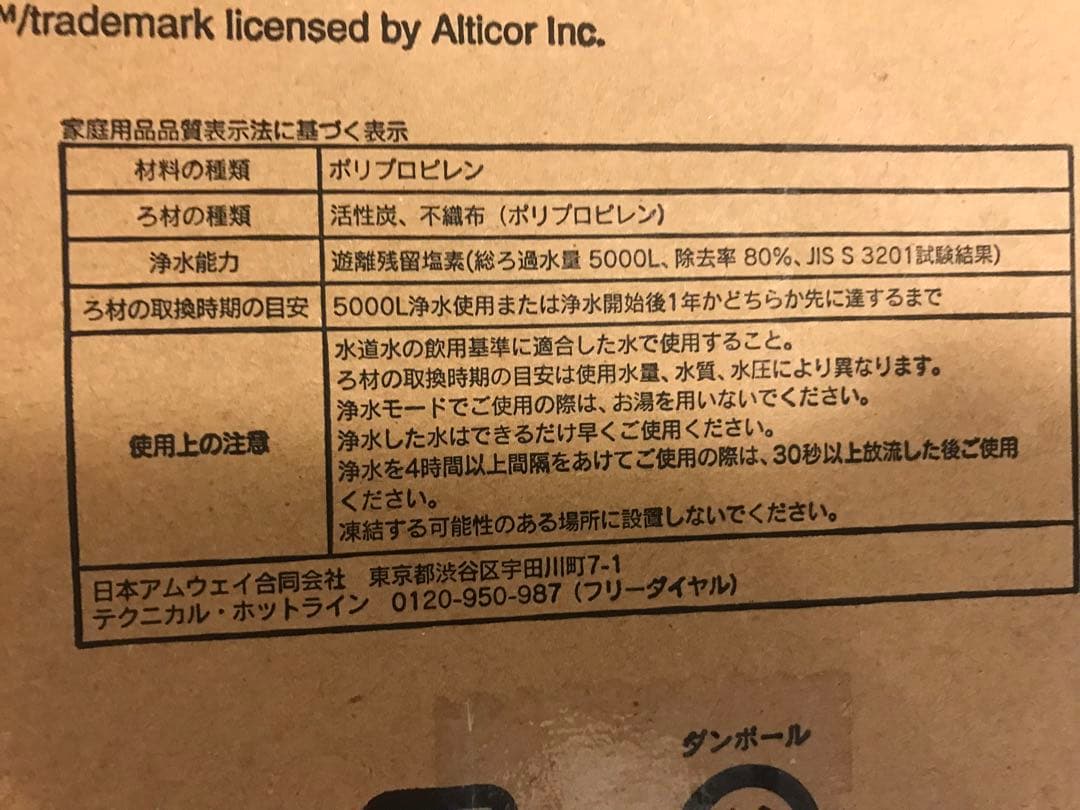 ™/trademark licensed by Alticor Inc.
家庭用品品質表示法に基づく表示
材料の種類 ポリプロピレン
ろ材の種類 活性炭、不織布（ポリプロピレン）
浄水能力 遊離残留塩素(総ろ過水量 5000L、除去率 80%、JIS S 3201試験結果)
ろ材の取換時期の目安 5000L浄水使用または浄水開始後1年かどちらか先に達するまで
使用上の注意
水道水の飲用基準に適合した水で使用すること。
ろ材の取換時期の目安は使用水量、水質、水圧により異なります。
浄水モードでご使用の際は、お湯を用いないでください。
浄水した水はできるだけ早くご使用ください。
浄水を4時間以上間隔をあけてご使用の際は、30秒以上放流した後ご使用
ください。
凍結する可能性のある場所に設置しないでください。
日本アムウェイ合同会社 東京都渋谷区宇田川町7-1
テクニカル・ホットライン 0120-950-987（フリーダイヤル）
ダンボール